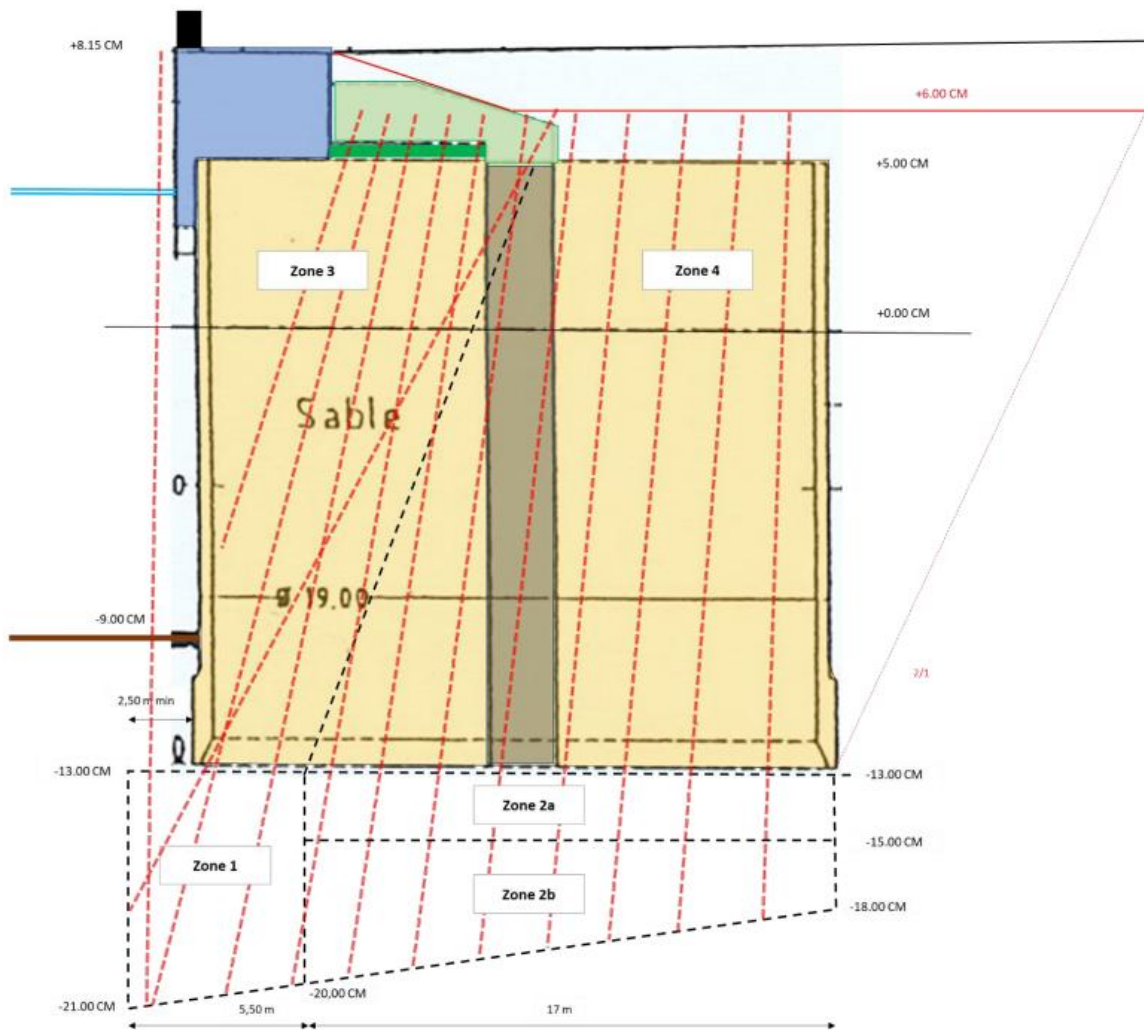 +8.15 CM
+6.00 CM
+5.00 CM
Zone 3
Zone 4
+0.00 CM
Sable
ø 19.00
-9.00 CM
2/1
2,50 m min
-13.00 CM
-13.00 CM
Zone 2a
-15.00 CM
Zone 1
Zone 2b
-18.00 CM
-20,00 CM
-21.00 CM
5,50 m
17 m